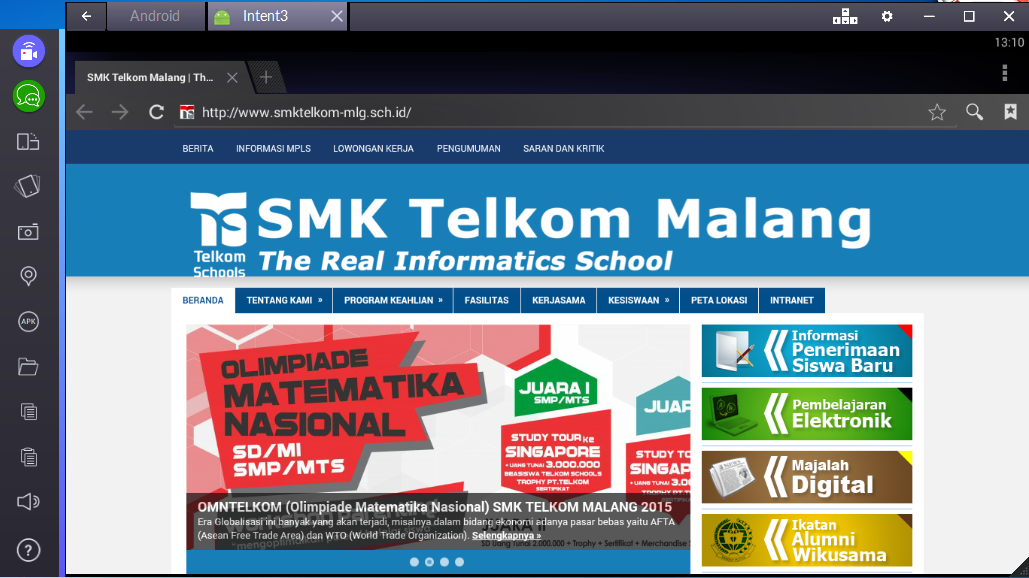 Android
Intent3
13:10
SMK Telkom Malang | Th...
http://www.smktelkom-mlg.sch.id/
BERITA
INFORMASI MPLS
LOWONGAN KERJA
PENGUMUMAN
SARAN DAN KRITIK
Telkom
Schools
SMK Telkom Malang
The Real Informatics School
BERANDA
TENTANG KAMI »
PROGRAM KEAHLIAN »
FASILITAS
KERJASAMA
KESISWAAN »
PETA LOKASI
INTRANET
APK
OLIMPIADE
MATEMATIKA
NASIONAL
SD/MI
SMP/MTS
JUARA I
SMP/MTS
STUDY TOUR ke
SINGAPORE
+ UANG TUNAI 3.000.000
BEASISWA TELKOM SCHOOLS
TROPHY PT.TELKOM
SERTIFIKAT
JUAR
STUDY TO
SINGAP
OMNTELKOM (Olimpiade Matematika Nasional) SMK TELKOM MALANG 2015
Era Globalisasi ini banyak yang akan terjadi, misalnya dalam bidang ekonomi adanya pasar bebas yaitu AFTA
(Asean Free Trade Area) dan WTO (World Trade Organization). Selengkapnya »
Informasi
Penerimaan
Siswa Baru
Pembelajaran
Elektronik
NEWS
Majalah
Digital
Ikatan
Alumni
Wikusama